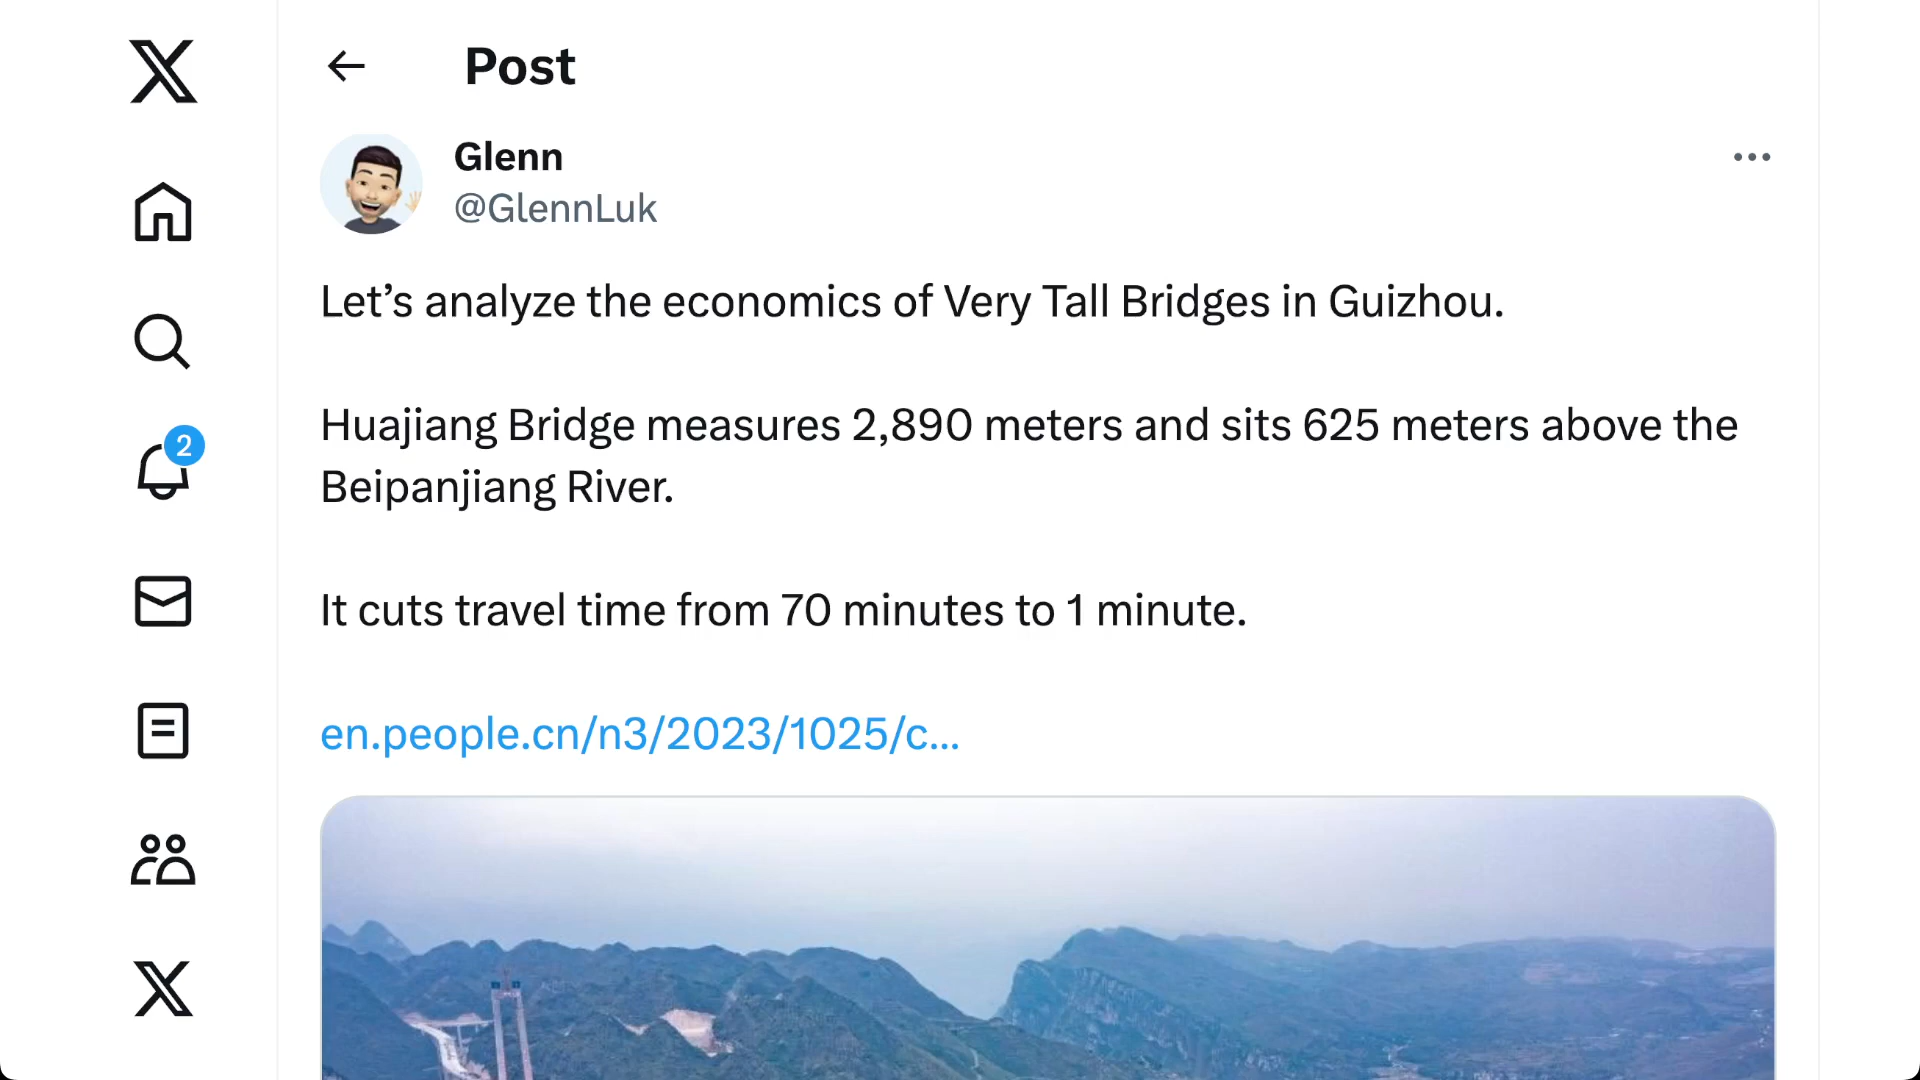 Post
Glenn
@GlennLuk
Let’s analyze the economics of Very Tall Bridges in Guizhou.
Huajiang Bridge measures 2,890 meters and sits 625 meters above the
Beipanjiang River.
2
It cuts travel time from 70 minutes to 1 minute.
en.people.cn/n3/2023/1025/c…